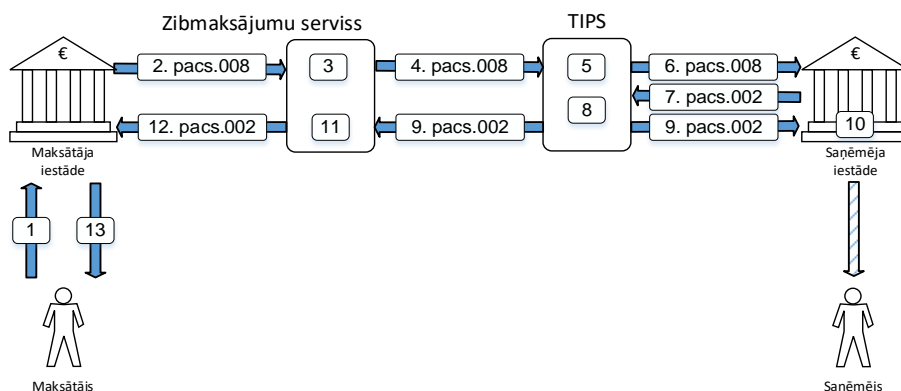 Zibmaksājumu serviss
TIPS
€
€
2. pacs.008
3
4. pacs.008
5
6. pacs.008
7. pacs.002
8
12. pacs.002
11
9. pacs.002
9. pacs.002
10
Maksātāja
iestāde
Saņēmēja
iestāde
1
13
Maksātājs
Saņēmējs